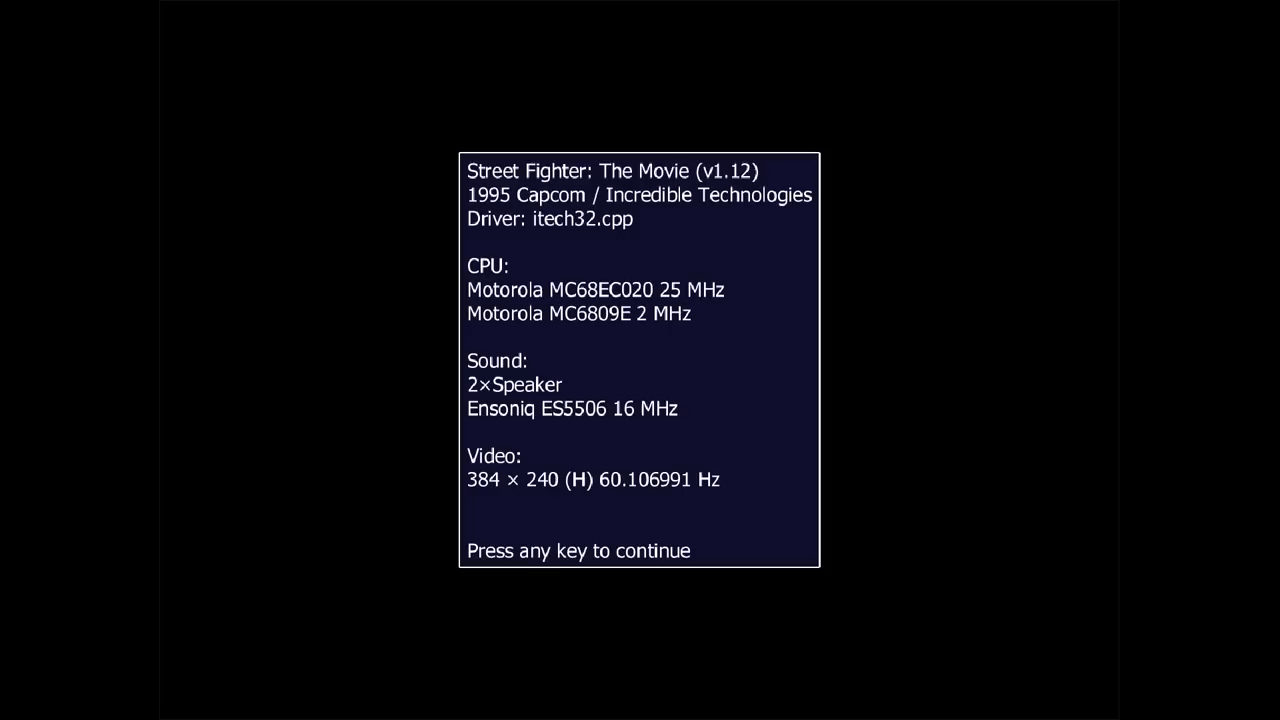 Street Fighter: The Movie (v1.12)
1995 Capcom / Incredible Technologies
Driver: itech32.cpp
CPU:
Motorola MC68EC020 25 MHz
Motorola MC6809E 2 MHz
Sound:
2×Speaker
Ensoniq ES5506 16 MHz
Video:
384 × 240 (H) 60.106991 Hz
Press any key to continue